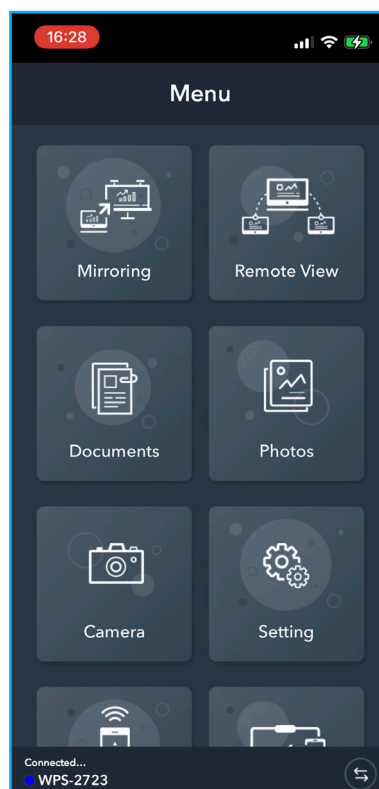 16:28
Menu
Mirroring
Remote View
Documents
Photos
Camera
Setting
Connected...
WPS-2723